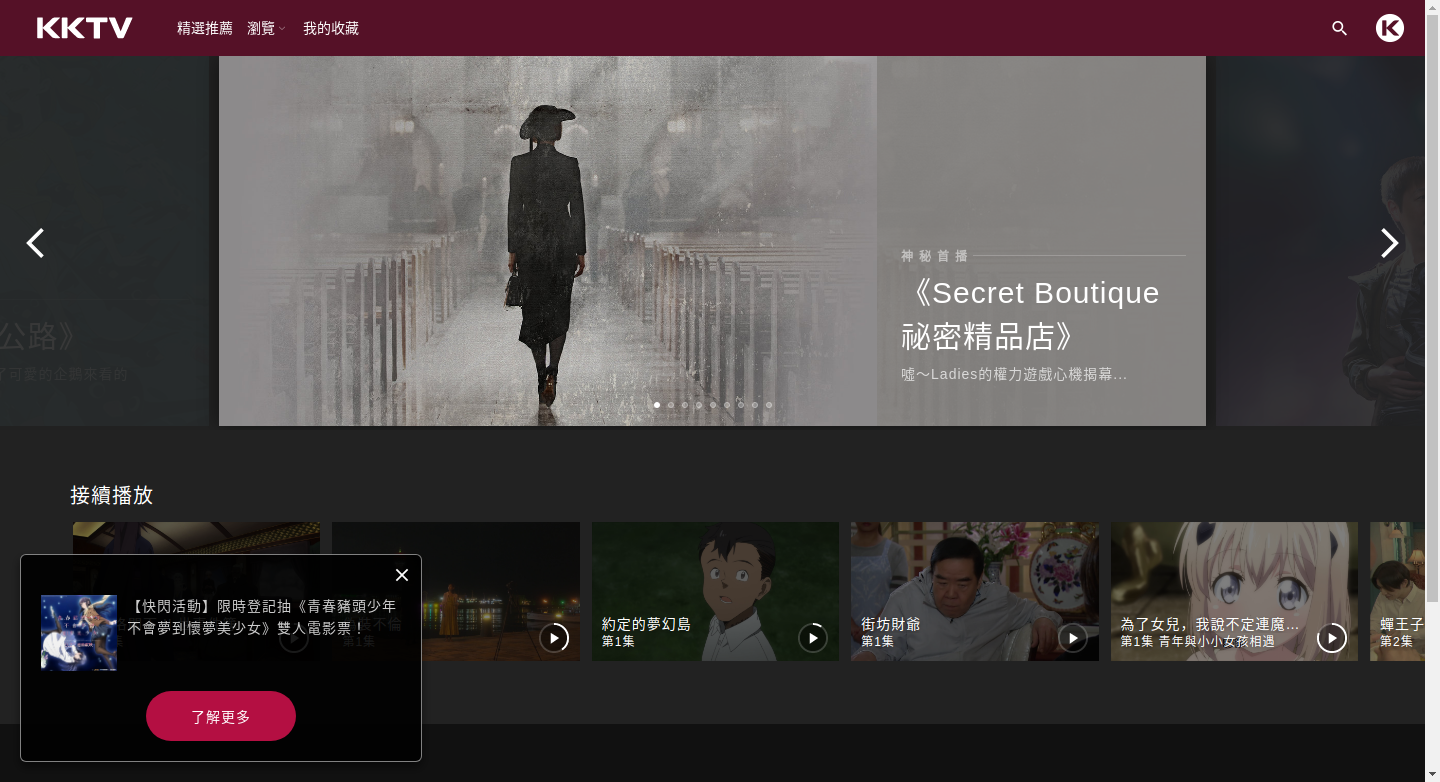 KKTV
精選推薦
瀏覽
我的收藏
公路》
了可愛的企鵝來看的
神秘首播
《Secret Boutique
祕密精品店》
噓～Ladies的權力遊戲心機揭幕...
接續播放
【快閃活動】限時登記抽《青春豬頭少年
不會夢到懷夢美少女》雙人電影票！
了解更多
不倫
第1集
約定的夢幻島
第1集
街坊財爺
第1集
為了女兒，我說不定連魔...
第1集 青年與小小女孩相遇
蟬王子
第2集